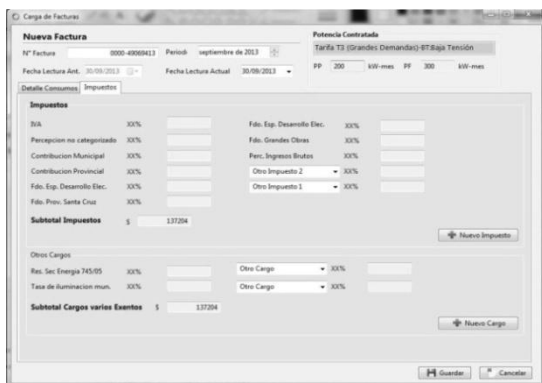 Carga de Facturas
Nueva Factura
Potencia Contratada
N° Factura 0000-49069413 Periodi septiembre de 2013
Tarifa T3 (Grandes Demandas)-BT:Baja Tensión
Fecha Lectura Ant. 30/09/2013 Fecha Lectura Actual 30/09/2013
PP 200 kW-mes PF 300 kW-mes
Detalle Consumos Impuestos
Impuestos
IVA XX% Fdo. Esp. Desarrollo Elec. XX%
Percepcion no categorizado XX% Fdo. Grandes Obras XX%
Contribucion Municipal XX% Perc. Ingresos Brutos XX%
Contribucion Provincial XX% Otro Impuesto 2 XX%
Fdo. Esp. Desarrollo Elec. XX% Otro Impuesto 1 XX%
Fdo. Prov. Santa Cruz XX%
Subtotal Impuestos $ 137204
Nuevo Impuesto
Otros Cargos
Res. Sec Energia 745/05 XX% Otro Cargo XX%
Tasa de iluminacion mun. XX% Otro Cargo XX%
Subtotal Cargos varios Exentos $ 137204
Nuevo Cargo
Guardar Cancelar